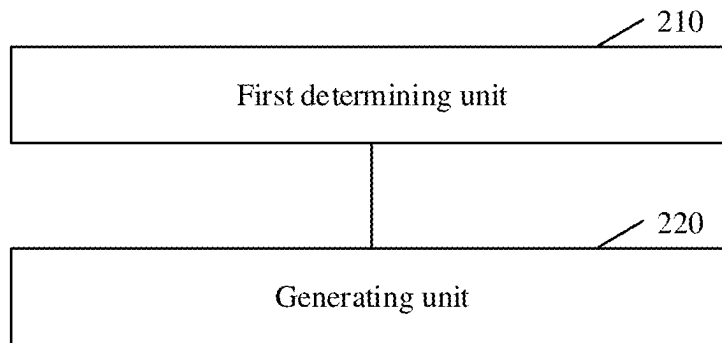 210
First determining unit
220
Generating unit